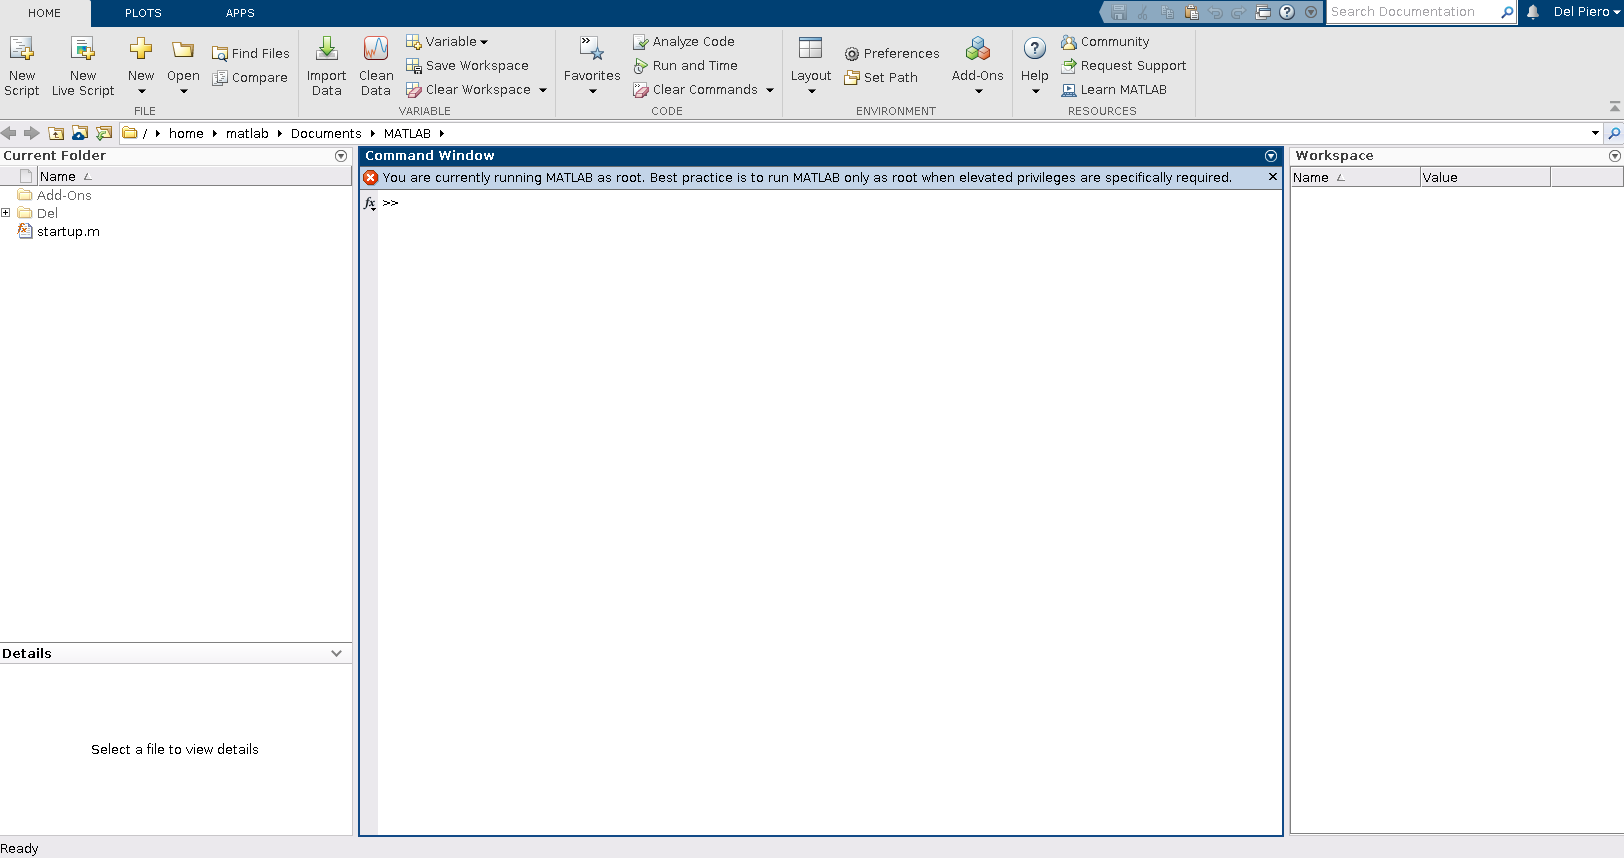 HOME PLOTS APPS
Search Documentation Del Piero
New Script
New Live Script
New
Open
Find Files
Compare
FILE
Import Data
Clean Data
Variable
Save Workspace
Clear Workspace
VARIABLE
Favorites
Analyze Code
Run and Time
Clear Commands
CODE
Layout
Preferences
Set Path
Add-Ons
ENVIRONMENT
Help
Community
Request Support
Learn MATLAB
RESOURCES
/ home matlab Documents MATLAB
Current Folder
Name
Add-Ons
Del
startup.m
Details
Select a file to view details
Command Window
You are currently running MATLAB as root. Best practice is to run MATLAB only as root when elevated privileges are specifically required.
fx >>
Workspace
Name Value
Ready